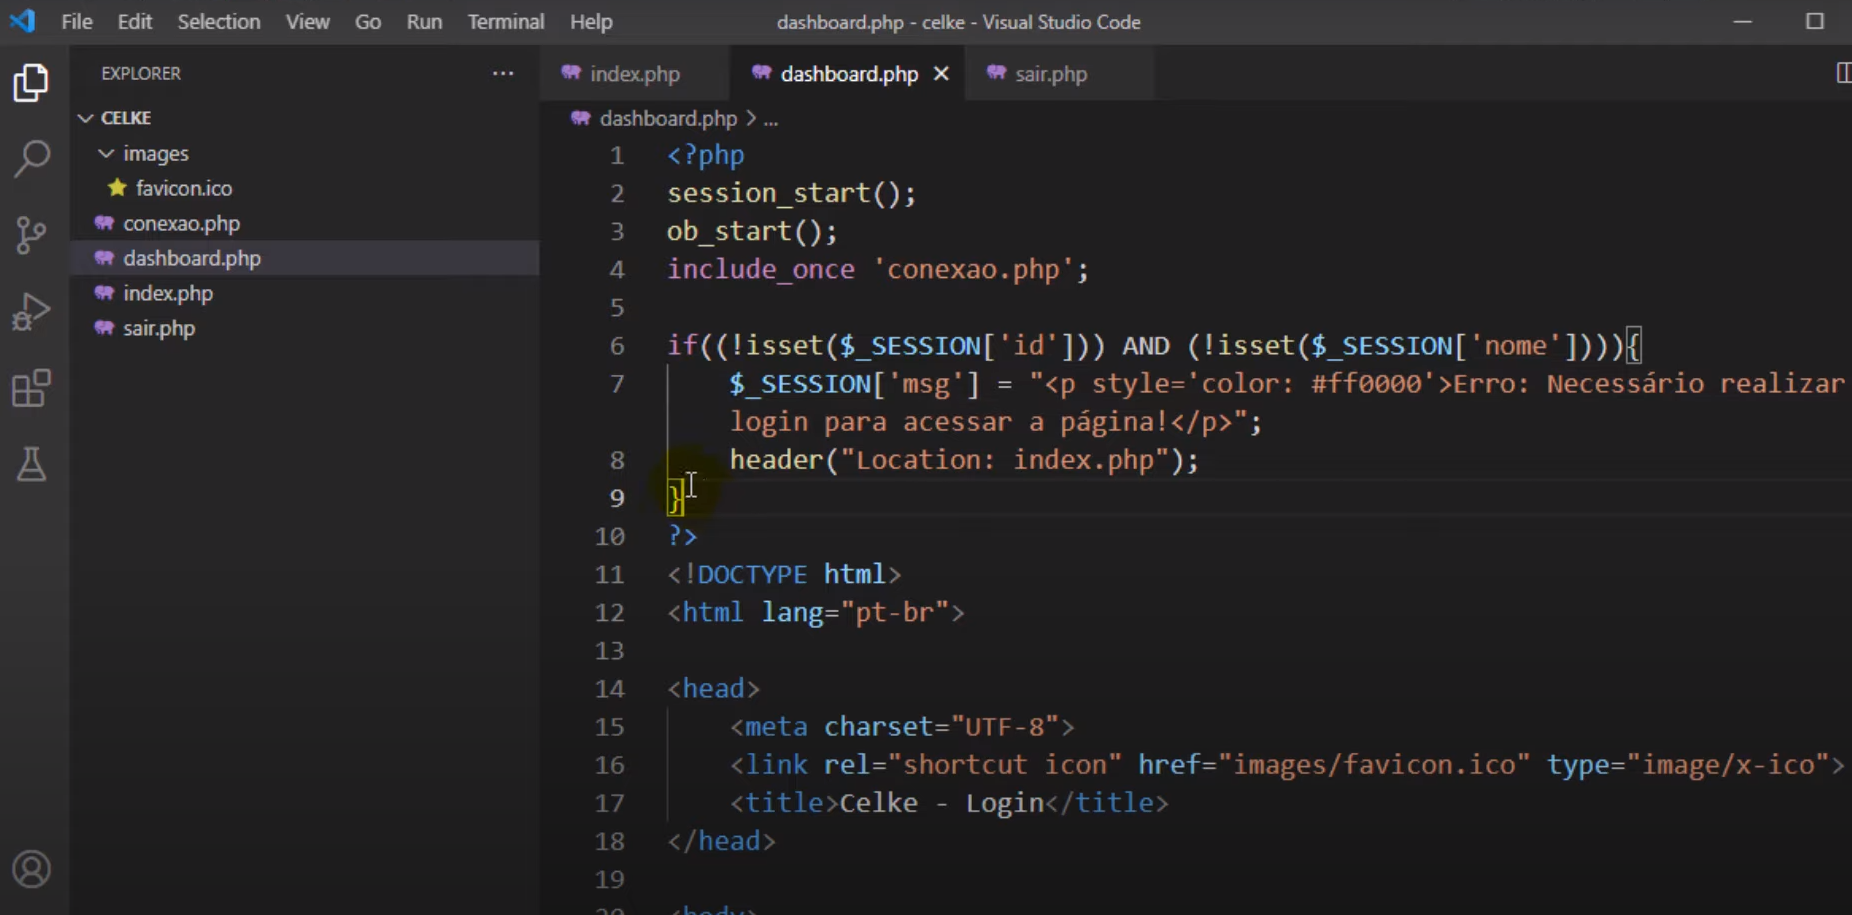 File Edit Selection View Go Run Terminal Help dashboard.php - celke - Visual Studio Code
EXPLORER ...
index.php dashboard.php sair.php
CELKE
images
favicon.ico
conexao.php
dashboard.php
index.php
sair.php
dashboard.php > ...
1 <?php
2 session_start();
3 ob_start();
4 include_once 'conexao.php';
5
6 if((!isset($_SESSION['id'])) AND (!isset($_SESSION['nome']))){
7 $_SESSION['msg'] = "<p style='color: #ff0000'>Erro: Necessário realizar
login para acessar a página!</p>";
8 header("Location: index.php");
9 }
10 ?>
11 <!DOCTYPE html>
12 <html lang="pt-br">
13
14 <head>
15 <meta charset="UTF-8">
16 <link rel="shortcut icon" href="images/favicon.ico" type="image/x-ico">
17 <title>Celke - Login</title>
18 </head>
19
20 <body>